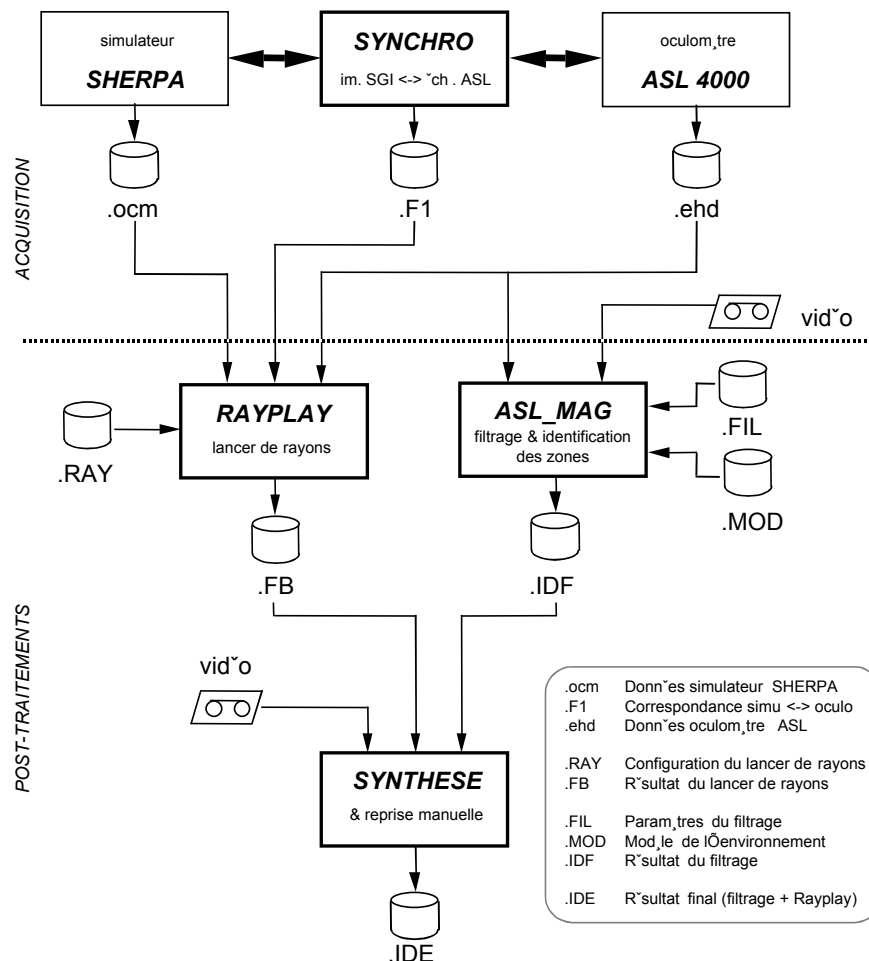 simulateur
SHERPA
SYNCHRO
im. SGI <-> ˇch . ASL
oculom¸tre
ASL 4000
ACQUISITION
.ocm
.F1
.ehd
vidˇo
.RAY
RAYPLAY
lancer de rayons
ASL_MAG
filtrage & identification
des zones
.FIL
.MOD
.FB
.IDF
POST-TRAITEMENTS
vidˇo
SYNTHESE
& reprise manuelle
.IDE
.ocm Donnˇes simulateur SHERPA
.F1 Correspondance simu <-> oculo
.ehd Donnˇes oculom¸tre ASL
.RAY Configuration du lancer de rayons
.FB Rˇsultat du lancer de rayons
.FIL Param¸tres du filtrage
.MOD Mod¸le de lÕenvironnement
.IDF Rˇsultat du filtrage
.IDE Rˇsultat final (filtrage + Rayplay)